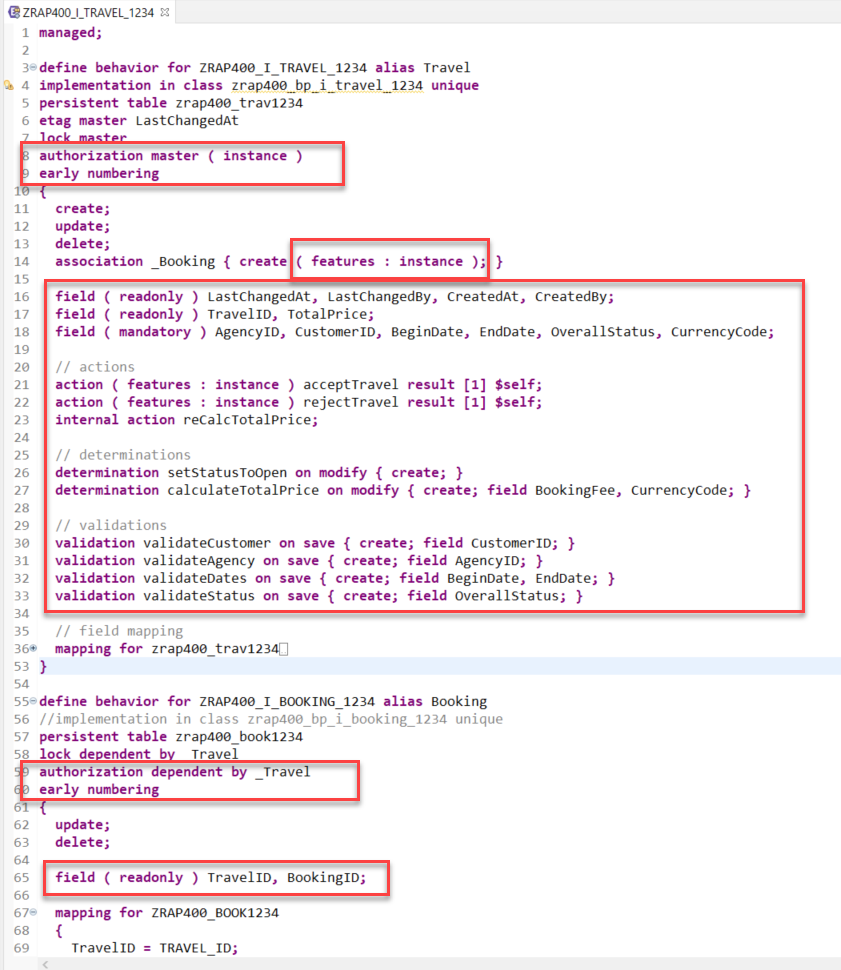 ZRAP400_I_TRAVEL_1234
1 managed;
2
3 define behavior for ZRAP400_I_TRAVEL_1234 alias Travel
4 implementation in class zrap400_bp_i_travel_1234 unique
5 persistent table zrap400_trav1234
6 etag master LastChangedAt
7 lock master
8 authorization master ( instance )
9 early numbering
10 {
11   create;
12   update;
13   delete;
14   association _Booking { create ( features : instance ); }
15
16   field ( readonly ) LastChangedAt, LastChangedBy, CreatedAt, CreatedBy;
17   field ( readonly ) TravelID, TotalPrice;
18   field ( mandatory ) AgencyID, CustomerID, BeginDate, EndDate, OverallStatus, CurrencyCode;
19
20   // actions
21   action ( features : instance ) acceptTravel result [1] $self;
22   action ( features : instance ) rejectTravel result [1] $self;
23   internal action reCalcTotalPrice;
24
25   // determinations
26   determination setStatusToOpen on modify { create; }
27   determination calculateTotalPrice on modify { create; field BookingFee, CurrencyCode; }
28
29   // validations
30   validation validateCustomer on save { create; field CustomerID; }
31   validation validateAgency on save { create; field AgencyID; }
32   validation validateDates on save { create; field BeginDate, EndDate; }
33   validation validateStatus on save { create; field OverallStatus; }
34
35   // field mapping
36   mapping for zrap400_trav1234
53 }
54
55 define behavior for ZRAP400_I_BOOKING_1234 alias Booking
56 //implementation in class zrap400_bp_i_booking_1234 unique
57 persistent table zrap400_book1234
58 lock dependent by _Travel
59 authorization dependent by _Travel
60 early numbering
61 {
62   update;
63   delete;
64
65   field ( readonly ) TravelID, BookingID;
66
67   mapping for ZRAP400_BOOK1234
68   {
69     TravelID = TRAVEL_ID;